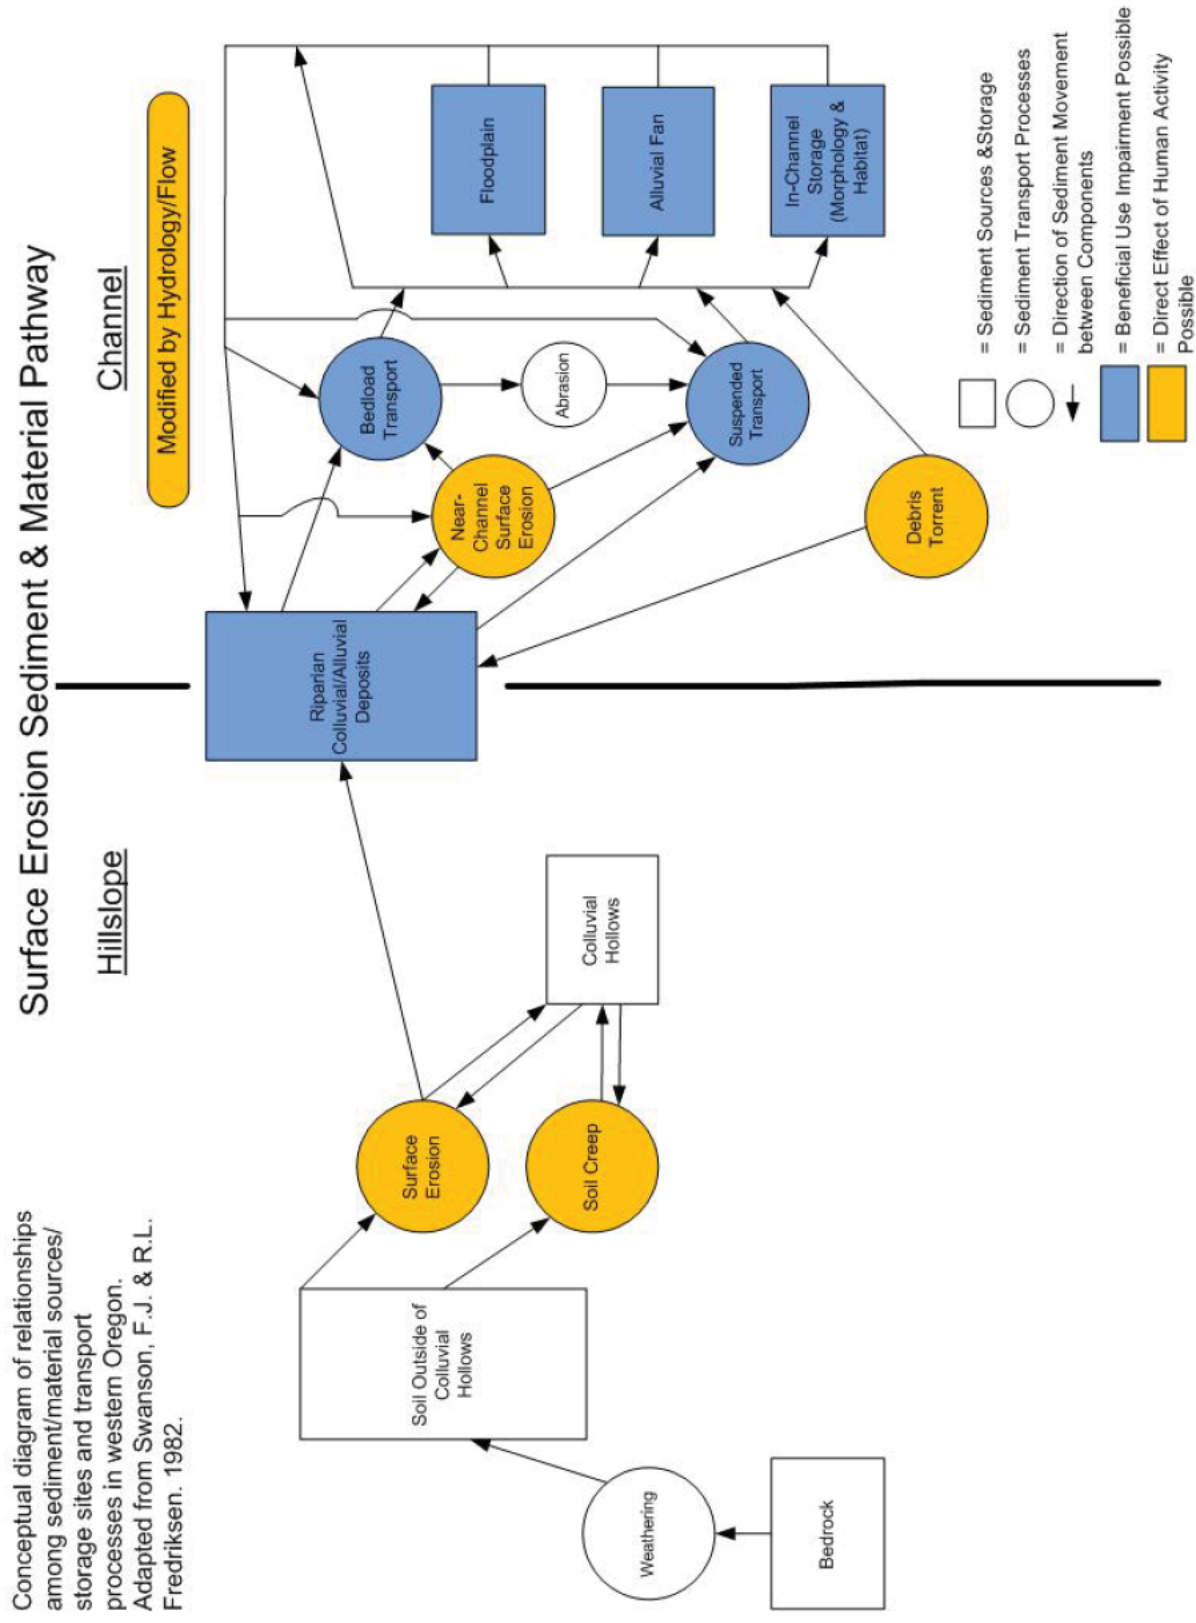 Surface Erosion Sediment & Material Pathway
Conceptual diagram of relationships
among sediment/material sources/
storage sites and transport
processes in western Oregon.
Adapted from Swanson, F.J. & R.L.
Fredriksen. 1982.
Hillslope
Channel
Modified by Hydrology/Flow
Bedrock
Weathering
Soil Outside of
Colluvial
Hollows
Surface
Erosion
Soil Creep
Colluvial
Hollows
Riparian
Colluvial/Alluvial
Deposits
Near-
Channel
Surface
Erosion
Bedload
Transport
Abrasion
Suspended
Transport
Debris
Torrent
Floodplain
Alluvial Fan
In-Channel
Storage
(Morphology &
Habitat)
= Sediment Sources &Storage
= Sediment Transport Processes
= Direction of Sediment Movement
between Components
= Beneficial Use Impairment Possible
= Direct Effect of Human Activity
Possible